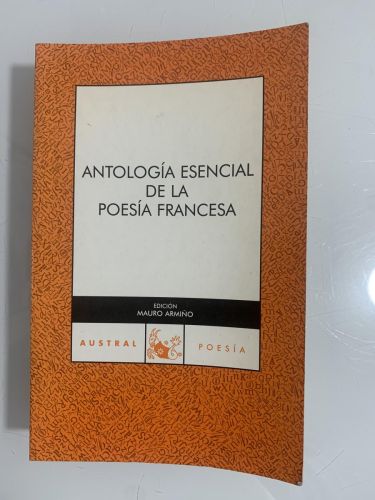 ANTOLOGÍA ESENCIAL
DE LA
POESÍA FRANCESA
EDICIÓN
MAURO ARMIÑO
AUSTRAL POESÍA